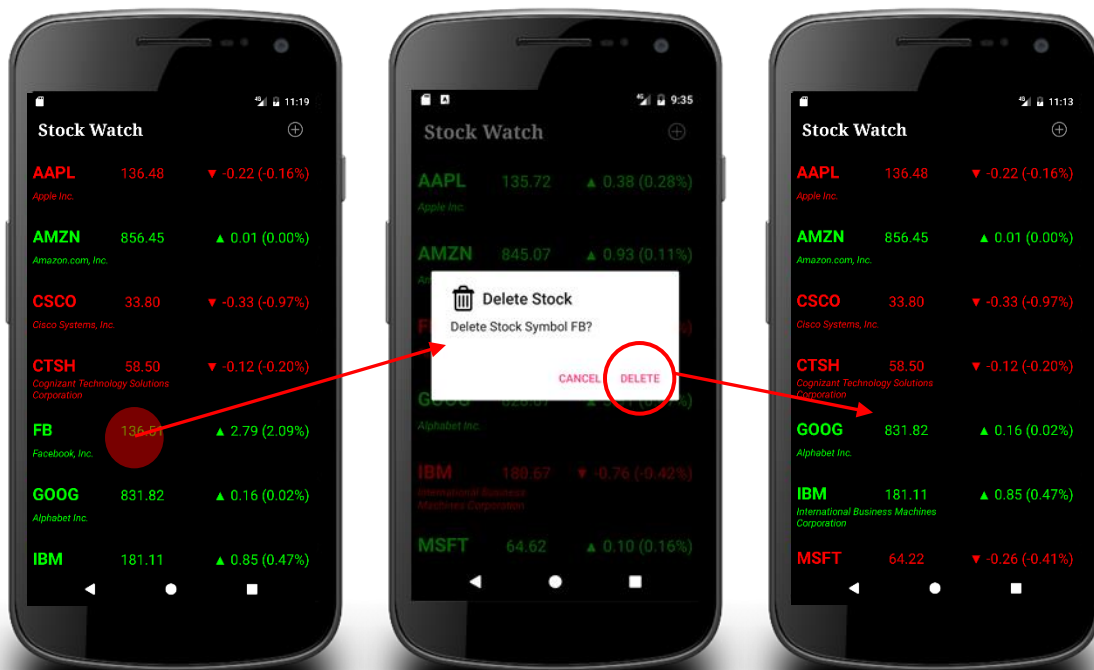 4G 11:19
Stock Watch
AAPL 136.48 ▼ -0.22 (-0.16%)
Apple Inc.
AMZN 856.45 ▲ 0.01 (0.00%)
Amazon.com, Inc.
CSCO 33.80 ▼ -0.33 (-0.97%)
Cisco Systems, Inc.
CTSH 58.50 ▼ -0.12 (-0.20%)
Cognizant Technology Solutions
Corporation
FB 136.51 ▲ 2.79 (2.09%)
Facebook, Inc.
GOOG 831.82 ▲ 0.16 (0.02%)
Alphabet Inc.
IBM 181.11 ▲ 0.85 (0.47%)
A 4G 9:35
Stock Watch
AAPL 135.72 ▲ 0.38 (0.28%)
Apple Inc.
AMZN 845.07 ▲ 0.93 (0.11%)
Delete Stock
Delete Stock Symbol FB?
CANCEL DELETE
Alphabet Inc.
IBM 180.67 ▼ -0.76 (-0.42%)
International Business
Machines Corporation
MSFT 64.62 ▲ 0.10 (0.16%)
4G 11:13
Stock Watch
AAPL 136.48 ▼ -0.22 (-0.16%)
Apple Inc.
AMZN 856.45 ▲ 0.01 (0.00%)
Amazon.com, Inc.
CSCO 33.80 ▼ -0.33 (-0.97%)
Cisco Systems, Inc.
CTSH 58.50 ▼ -0.12 (-0.20%)
Cognizant Technology Solutions
Corporation
GOOG 831.82 ▲ 0.16 (0.02%)
Alphabet Inc.
IBM 181.11 ▲ 0.85 (0.47%)
International Business Machines
Corporation
MSFT 64.22 ▼ -0.26 (-0.41%)